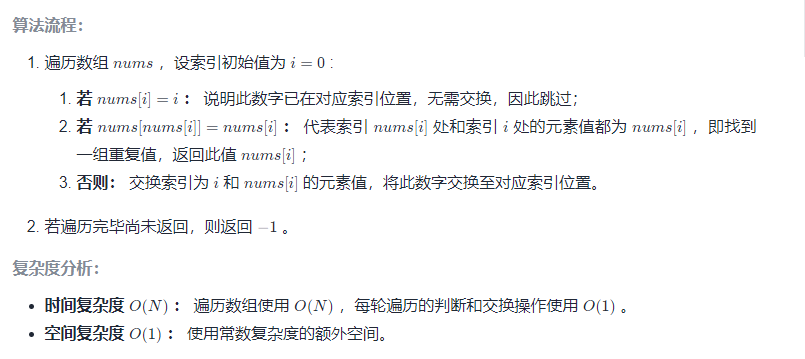 算法流程：
1. 遍历数组 nums ，设索引初始值为 i = 0 :
1. 若 nums[i] = i ： 说明此数字已在对应索引位置，无需交换，因此跳过；
2. 若 nums[nums[i]] = nums[i] ： 代表索引 nums[i] 处和索引 i 处的元素值都为 nums[i] ，即找到
一组重复值，返回此值 nums[i] ；
3. 否则： 交换索引为 i 和 nums[i] 的元素值，将此数字交换至对应索引位置。
2. 若遍历完毕尚未返回，则返回 −1 。
复杂度分析：
• 时间复杂度 O(N) ： 遍历数组使用 O(N) ，每轮遍历的判断和交换操作使用 O(1) 。
• 空间复杂度 O(1) ： 使用常数复杂度的额外空间。